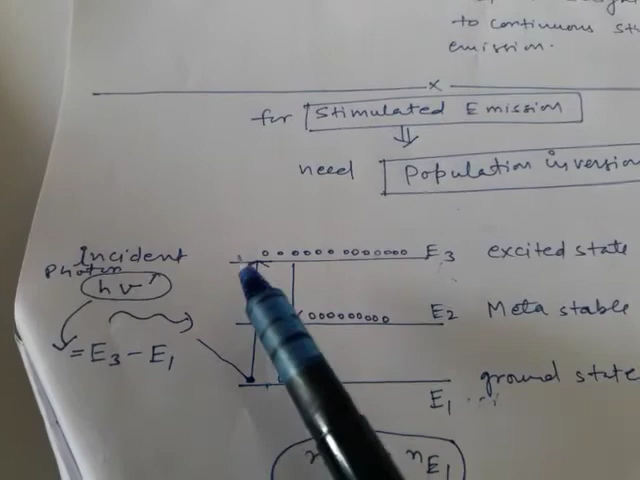 to continuous
emission.
x
for Stimulated Emission
⇓
need Population inversion
Incident
Photon
hν'
= E3 - E1
E3 excited state
E2 Meta stable
E1 ground state
nE1